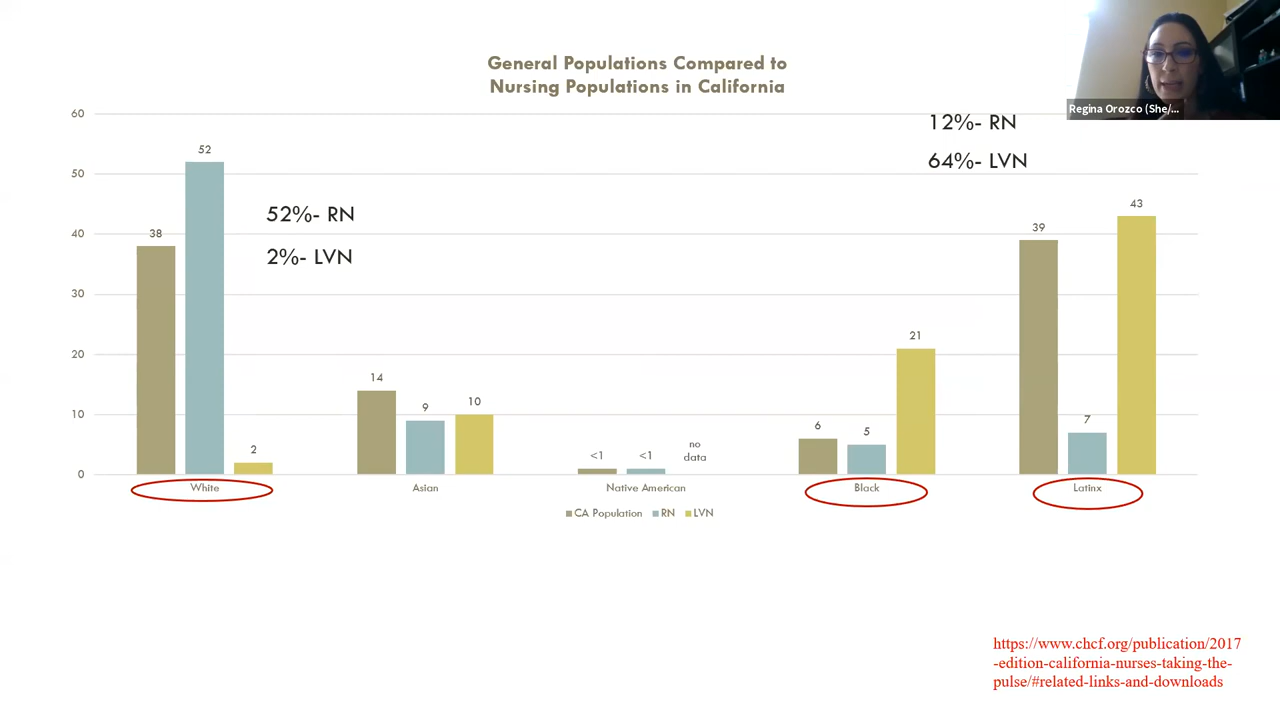 General Populations Compared to
Nursing Populations in California
Regina Orozco (She/...
12%- RN
64%- LVN
52%- RN
2%- LVN
60
50
40
30
20
10
0
38
52
2
14
9
10
<1
<1
no
data
6
5
21
39
7
43
White
Asian
Native American
Black
Latinx
CA Population
RN
LVN
https://www.chcf.org/publication/2017
-edition-california-nurses-taking-the-
pulse/#related-links-and-downloads